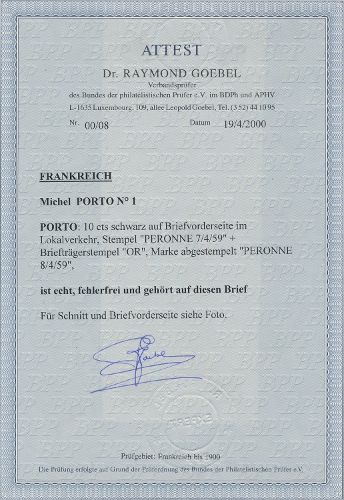 ATTEST
Dr. RAYMOND GOEBEL
Verbandsprüfer
des Bundes der philatelistischen Prüfer e.V. im BDPh und APHV
L-1635 Luxembourg, 109, allee Leopold Goebel, Tel. (3 52) 44 10 95
Nr. 00/08 Datum 19/4/2000
FRANKREICH
Michel PORTO N° 1
PORTO: 10 cts schwarz auf Briefvorderseite im
Lokalverkehr, Stempel "PERONNE 7/4/59" +
Briefträgerstempel "OR", Marke abgestempelt "PERONNE
8/4/59",
ist echt, fehlerfrei und gehört auf diesen Brief
Für Schnitt und Briefvorderseite siehe Foto.
Prüfgebiet: Frankreich bis 1900
Die Prüfung erfolgte auf Grund der Prüfordnung des Bundes der Philatelistischen Prüfer e.V.